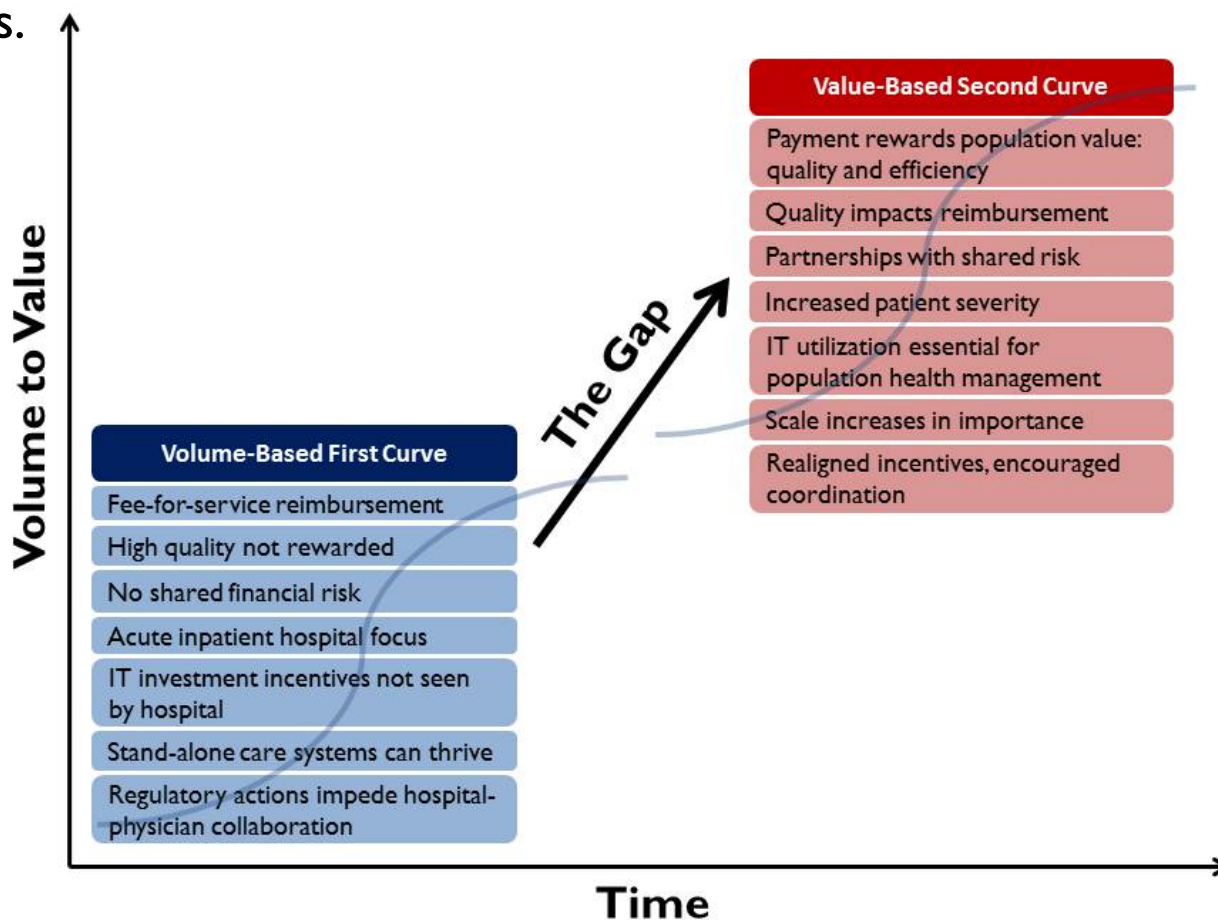 s.
Volume to Value
Value-Based Second Curve
Payment rewards population value:
quality and efficiency
Quality impacts reimbursement
Partnerships with shared risk
Increased patient severity
IT utilization essential for
population health management
Scale increases in importance
Realigned incentives, encouraged
coordination
The Gap
Volume-Based First Curve
Fee-for-service reimbursement
High quality not rewarded
No shared financial risk
Acute inpatient hospital focus
IT investment incentives not seen
by hospital
Stand-alone care systems can thrive
Regulatory actions impede hospital-
physician collaboration
Time